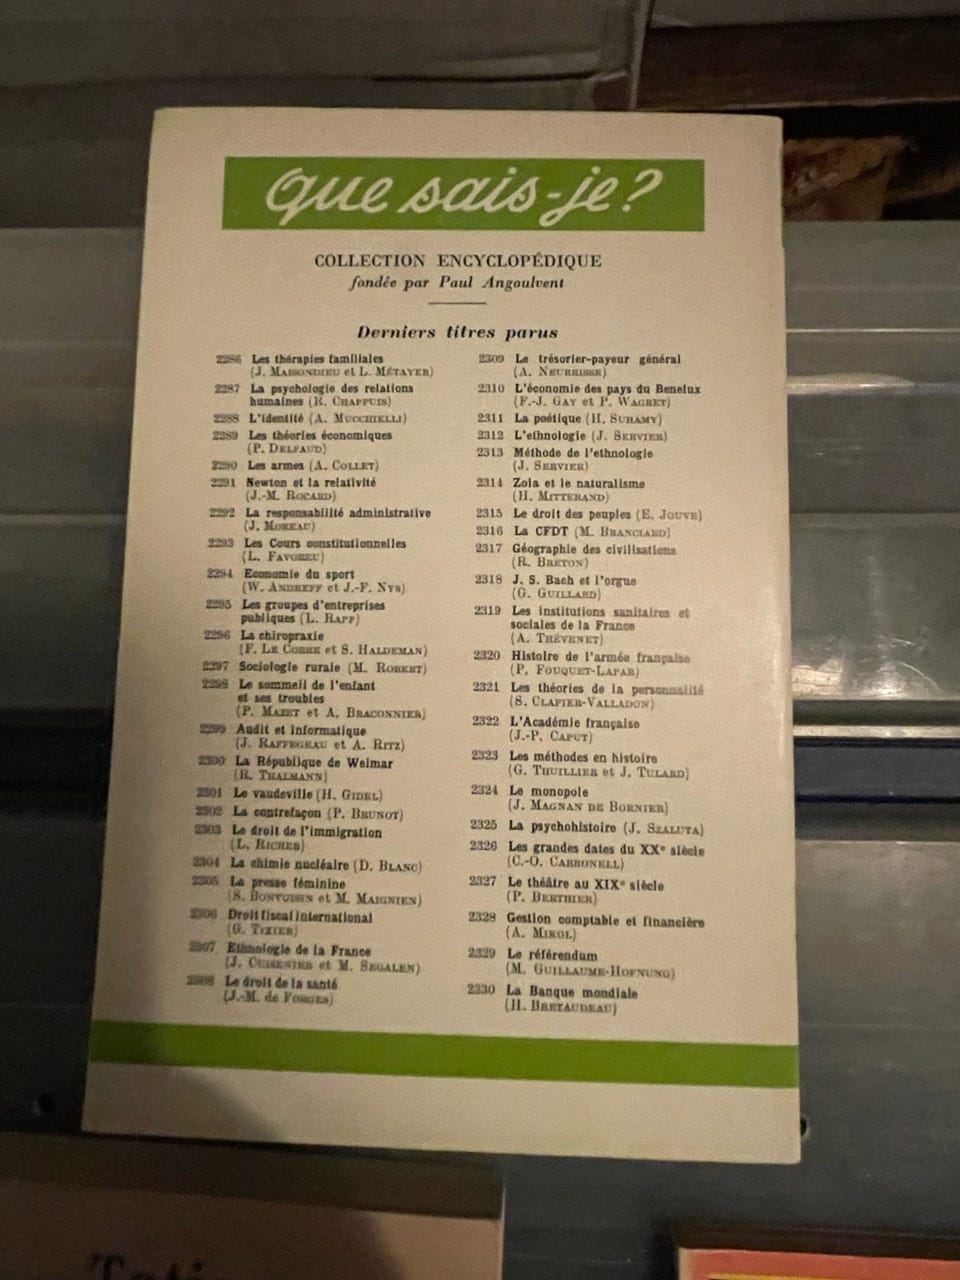 que sais-je?
COLLECTION ENCYCLOPÉDIQUE
fondée par Paul Angoulvent
Derniers titres parus
2286 Les thérapies familiales
(J. MAISONDIEU et L. MÉTAYER)
2287 La psychologie des relations
humaines (R. CHAPPUIS)
2288 L'identité (A. MUCCHIELLI)
2289 Les théories économiques
(P. DELFAUD)
2290 Les armes (A. COLLET)
2291 Newton et la relativité
(J.-M. ROCARD)
2292 La responsabilité administrative
(J. MOREAU)
2293 Les Cours constitutionnelles
(L. FAVOREU)
2294 Economie du sport
(W. ANDREFF et J.-F. NYS)
2295 Les groupes d'entreprises
publiques (L. RAPP)
2296 La chiropraxie
(F. LE CORRE et S. HALDEMAN)
2297 Sociologie rurale (M. ROBERT)
2298 Le sommeil de l'enfant
et ses troubles
(P. MAZET et A. BRACONNIER)
2299 Audit et informatique
(J. RAFFEGEAU et A. RITZ)
2300 La République de Weimar
(R. THALMANN)
2301 Le vaudeville (H. GIDEL)
2302 La contrefaçon (P. BRUNOT)
2303 Le droit de l'immigration
(L. RICHER)
2304 La chimie nucléaire (D. BLANC)
2305 La presse féminine
(S. BONVOISIN et M. MAIGNIEN)
2306 Droit fiscal international
(G. TIXIER)
2307 Ethnologie de la France
(J. CUISENIER et M. SEGALEN)
2308 Le droit de la santé
(J.-M. de FORGES)
2309 Le trésorier-payeur général
(A. NEURRISSE)
2310 L'économie des pays du Benelux
(F.-J. GAY et P. WAGRET)
2311 La poétique (H. SUHAMY)
2312 L'ethnologie (J. SERVIER)
2313 Méthode de l'ethnologie
(J. SERVIER)
2314 Zola et le naturalisme
(H. MITTERAND)
2315 Le droit des peuples (E. JOUVE)
2316 La CFDT (M. BRANCIARD)
2317 Géographie des civilisations
(R. BRETON)
2318 J. S. Bach et l'orgue
(G. GUILLARD)
2319 Les institutions sanitaires et
sociales de la France
(A. THÉVENET)
2320 Histoire de l'armée française
(P. FOUQUET-LAPAR)
2321 Les théories de la personnalité
(S. CLAPIER-VALLADON)
2322 L'Académie française
(J.-P. CAPUT)
2323 Les méthodes en histoire
(G. THUILLIER et J. TULARD)
2324 Le monopole
(J. MAGNAN DE BORNIER)
2325 La psychohistoire (J. SZALUTA)
2326 Les grandes dates du XXe siècle
(C.-O. CARBONELL)
2327 Le théâtre au XIXe siècle
(P. BERTHIER)
2328 Gestion comptable et financière
(A. MIKOL)
2329 Le référendum
(M. GUILLAUME-HOFNUNG)
2330 La Banque mondiale
(H. BRETAUDEAU)